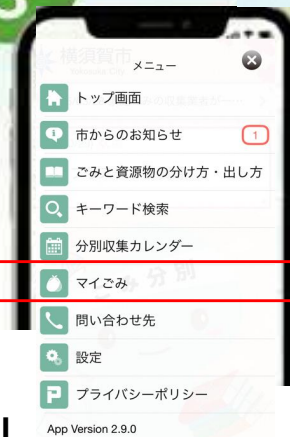 横須賀市
メニュー
トップ画面
市からのお知らせ 1
ごみと資源物の分け方・出し方
キーワード検索
分別収集カレンダー
マイごみ
問い合わせ先
設定
プライバシーポリシー
App Version 2.9.0